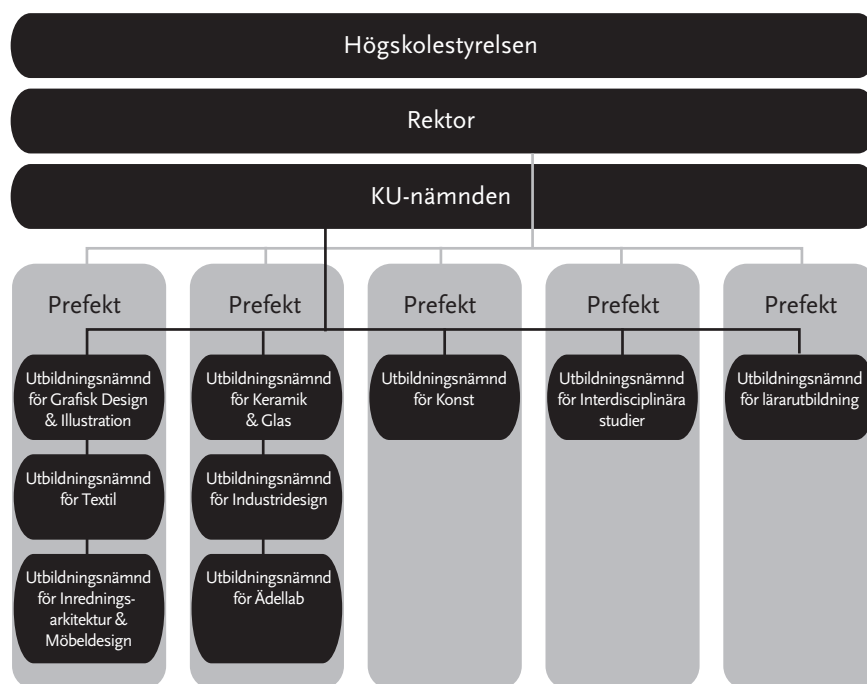 Högskolestyrelsen
Rektor
KU-nämnden
Prefekt
Prefekt
Prefekt
Prefekt
Prefekt
Utbildningsnämnd
för Grafisk Design
& Illustration
Utbildningsnämnd
för Keramik
& Glas
Utbildningsnämnd
för Konst
Utbildningsnämnd
för Interdisciplinära
studier
Utbildningsnämnd
för lärarutbildning
Utbildningsnämnd
för Textil
Utbildningsnämnd
för Industridesign
Utbildningsnämnd
för Inrednings-
arkitektur &
Möbeldesign
Utbildningsnämnd
för Ädellab